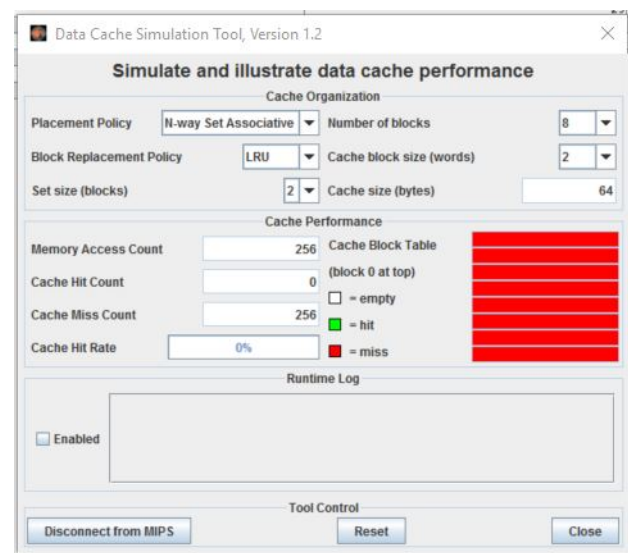 Data Cache Simulation Tool, Version 1.2
Simulate and illustrate data cache performance
Cache Organization
Placement Policy N-way Set Associative Number of blocks 8
Block Replacement Policy LRU Cache block size (words) 2
Set size (blocks) 2 Cache size (bytes) 64
Cache Performance
Memory Access Count 256 Cache Block Table
Cache Hit Count 0 (block 0 at top)
= empty
Cache Miss Count 256 = hit
Cache Hit Rate 0% = miss
Runtime Log
Enabled
Tool Control
Disconnect from MIPS Reset Close